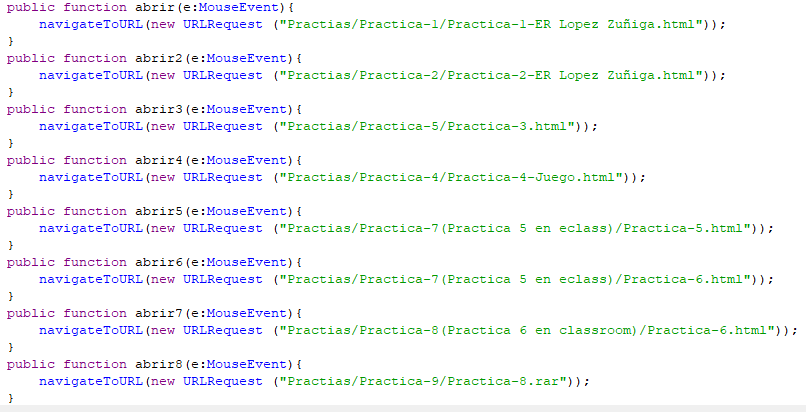 public function abrir(e:MouseEvent){
    navigateToURL(new URLRequest ("Practias/Practica-1/Practica-1-ER Lopez Zuñiga.html"));
}
public function abrir2(e:MouseEvent){
    navigateToURL(new URLRequest ("Practias/Practica-2/Practica-2-ER Lopez Zuñiga.html"));
}
public function abrir3(e:MouseEvent){
    navigateToURL(new URLRequest ("Practias/Practica-5/Practica-3.html"));
}
public function abrir4(e:MouseEvent){
    navigateToURL(new URLRequest ("Practias/Practica-4/Practica-4-Juego.html"));
}
public function abrir5(e:MouseEvent){
    navigateToURL(new URLRequest ("Practias/Practica-7(Practica 5 en eclass)/Practica-5.html"));
}
public function abrir6(e:MouseEvent){
    navigateToURL(new URLRequest ("Practias/Practica-7(Practica 5 en eclass)/Practica-6.html"));
}
public function abrir7(e:MouseEvent){
    navigateToURL(new URLRequest ("Practias/Practica-8(Practica 6 en classroom)/Practica-6.html"));
}
public function abrir8(e:MouseEvent){
    navigateToURL(new URLRequest ("Practias/Practica-9/Practica-8.rar"));
}